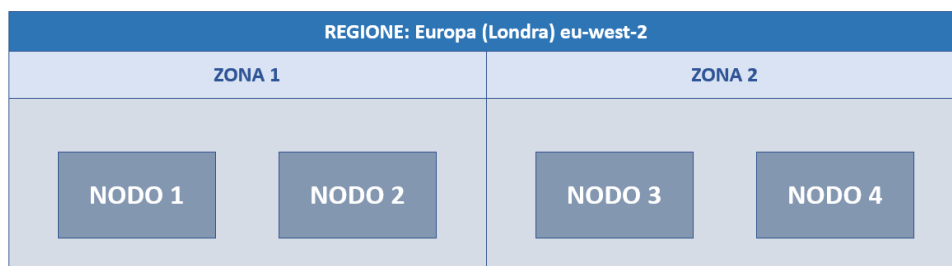 REGIONE: Europa (Londra) eu-west-2
ZONA 1
ZONA 2
NODO 1
NODO 2
NODO 3
NODO 4